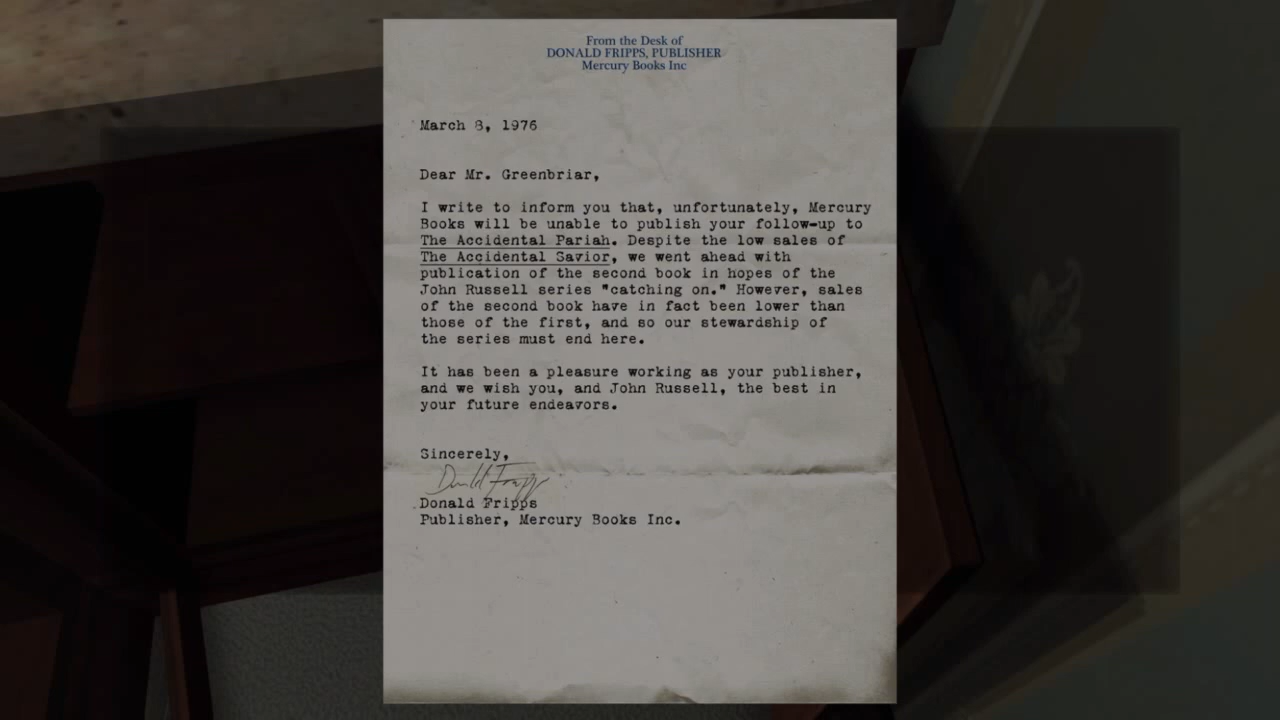 From the Desk of
DONALD FRIPPS, PUBLISHER
Mercury Books Inc
March 8, 1976
Dear Mr. Greenbriar,
I write to inform you that, unfortunately, Mercury
Books will be unable to publish your follow-up to
The Accidental Pariah. Despite the low sales of
The Accidental Savior, we went ahead with
publication of the second book in hopes of the
John Russell series "catching on." However, sales
of the second book have in fact been lower than
those of the first, and so our stewardship of
the series must end here.
It has been a pleasure working as your publisher,
and we wish you, and John Russell, the best in
your future endeavors.
Sincerely,
Donald Fripps
Donald Fripps
Publisher, Mercury Books Inc.